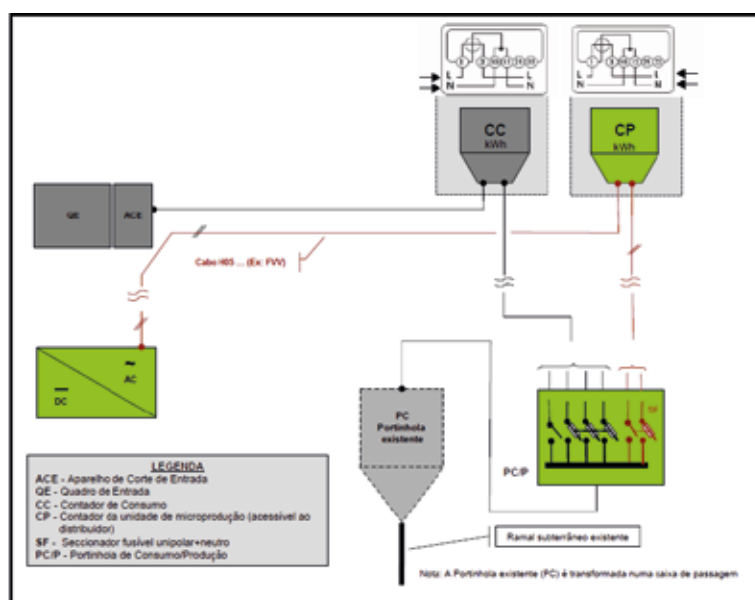 L
N
L
N
CC
kWh
CP
kWh
QE
ACE
Cabo H05 ... (Ex: FVV)
~
AC
DC
PC
Portinhola
existente
SF
PC/P
LEGENDA
ACE - Aparelho de Corte de Entrada
QE - Quadro de Entrada
CC - Contador de Consumo
CP - Contador da unidade de microprodução (acessível ao
distribuidor)
SF - Seccionador fusível unipolar+neutro
PC/P - Portinhola de Consumo/Produção
Ramal subterrâneo existente
Nota: A Portinhola existente (PC) é transformada numa caixa de passagem